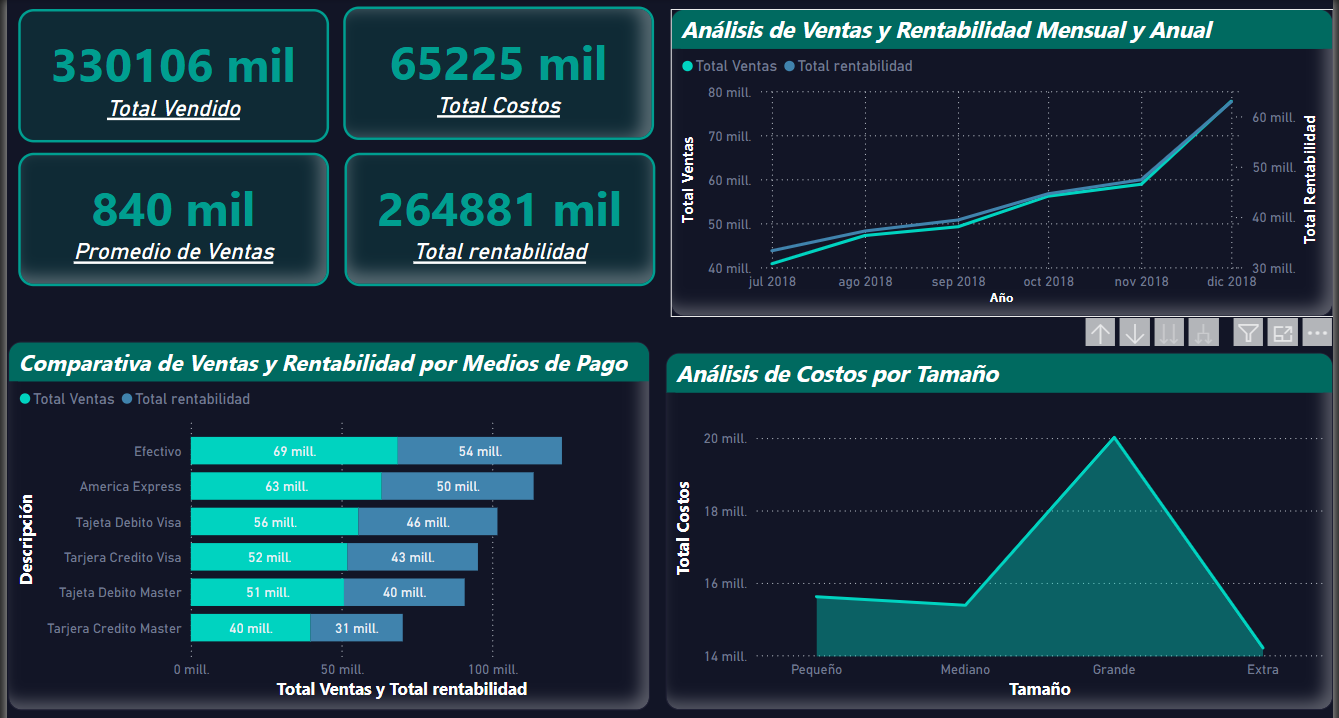 330106 mil
Total Vendido
65225 mil
Total Costos
840 mil
Promedio de Ventas
264881 mil
Total rentabilidad
Análisis de Ventas y Rentabilidad Mensual y Anual
Total Ventas Total rentabilidad
80 mill.
70 mill.
60 mill.
50 mill.
40 mill.
Total Ventas
60 mill.
50 mill.
40 mill.
30 mill.
Total Rentabilidad
jul 2018 ago 2018 sep 2018 oct 2018 nov 2018 dic 2018
Año
Comparativa de Ventas y Rentabilidad por Medios de Pago
Total Ventas Total rentabilidad
Descripción
Efectivo 69 mill. 54 mill.
America Express 63 mill. 50 mill.
Tajeta Debito Visa 56 mill. 46 mill.
Tarjera Credito Visa 52 mill. 43 mill.
Tajeta Debito Master 51 mill. 40 mill.
Tarjera Credito Master 40 mill. 31 mill.
0 mill. 50 mill. 100 mill.
Total Ventas y Total rentabilidad
Análisis de Costos por Tamaño
Total Costos
20 mill.
18 mill.
16 mill.
14 mill.
Pequeño Mediano Grande Extra
Tamaño